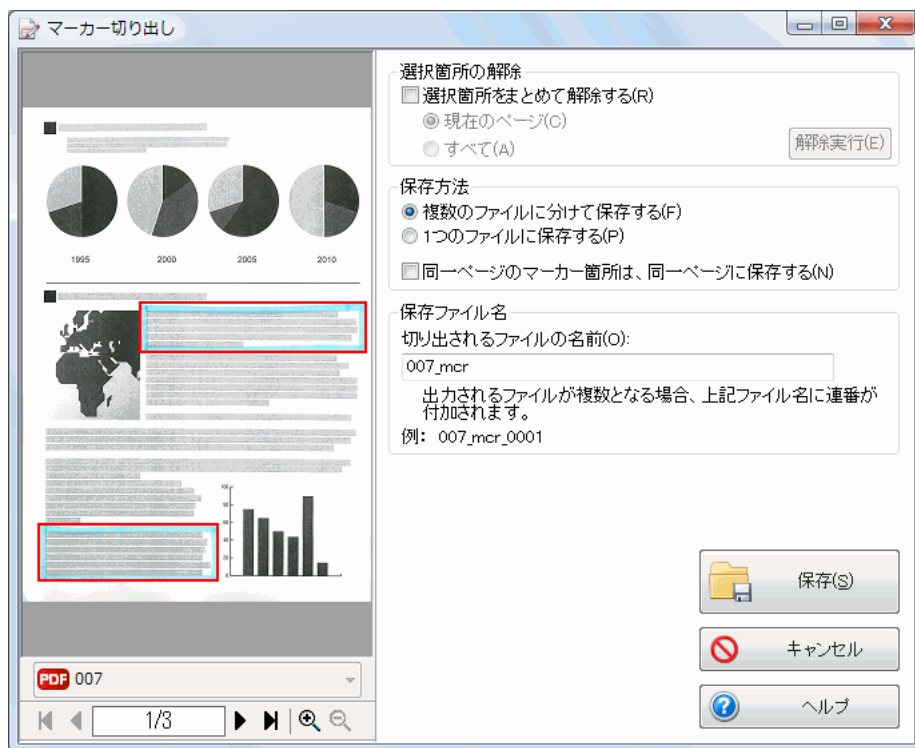 マーカー切り出し
1995 2000 2005 2010
100
80
60
40
20
0
PDF 007
1/3
選択箇所の解除
選択箇所をまとめて解除する(R)
現在のページ(C)
すべて(A)
解除実行(E)
保存方法
複数のファイルに分けて保存する(F)
1つのファイルに保存する(P)
同一ページのマーカー箇所は、同一ページに保存する(N)
保存ファイル名
切り出されるファイルの名前(O):
007_mcr
出力されるファイルが複数となる場合、上記ファイル名に連番が
付加されます。
例: 007_mcr_0001
保存(S)
キャンセル
ヘルプ